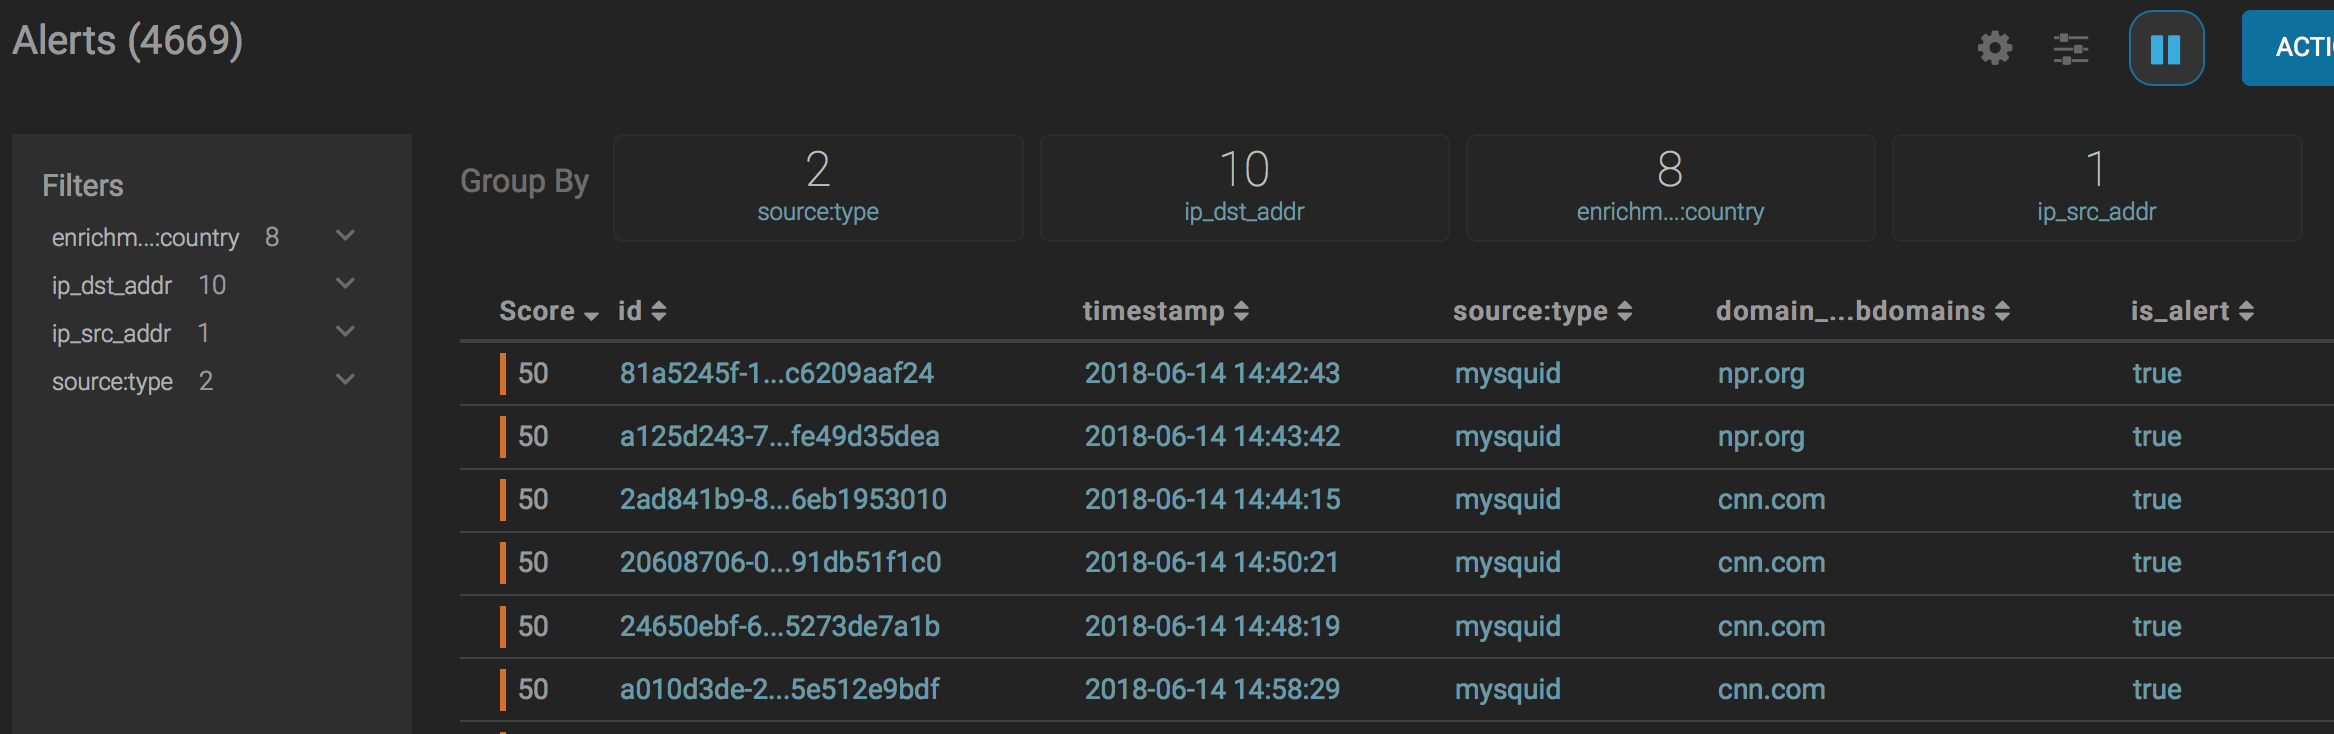 Alerts (4669)
ACTI
Filters
enrichm...:country 8
ip_dst_addr 10
ip_src_addr 1
source:type 2
Group By
2
source:type
10
ip_dst_addr
8
enrichm...:country
1
ip_src_addr
Score id timestamp source:type domain_...bdomains is_alert
50 81a5245f-1...c6209aaf24 2018-06-14 14:42:43 mysquid npr.org true
50 a125d243-7...fe49d35dea 2018-06-14 14:43:42 mysquid npr.org true
50 2ad841b9-8...6eb1953010 2018-06-14 14:44:15 mysquid cnn.com true
50 20608706-0...91db51f1c0 2018-06-14 14:50:21 mysquid cnn.com true
50 24650ebf-6...5273de7a1b 2018-06-14 14:48:19 mysquid cnn.com true
50 a010d3de-2...5e512e9bdf 2018-06-14 14:58:29 mysquid cnn.com true